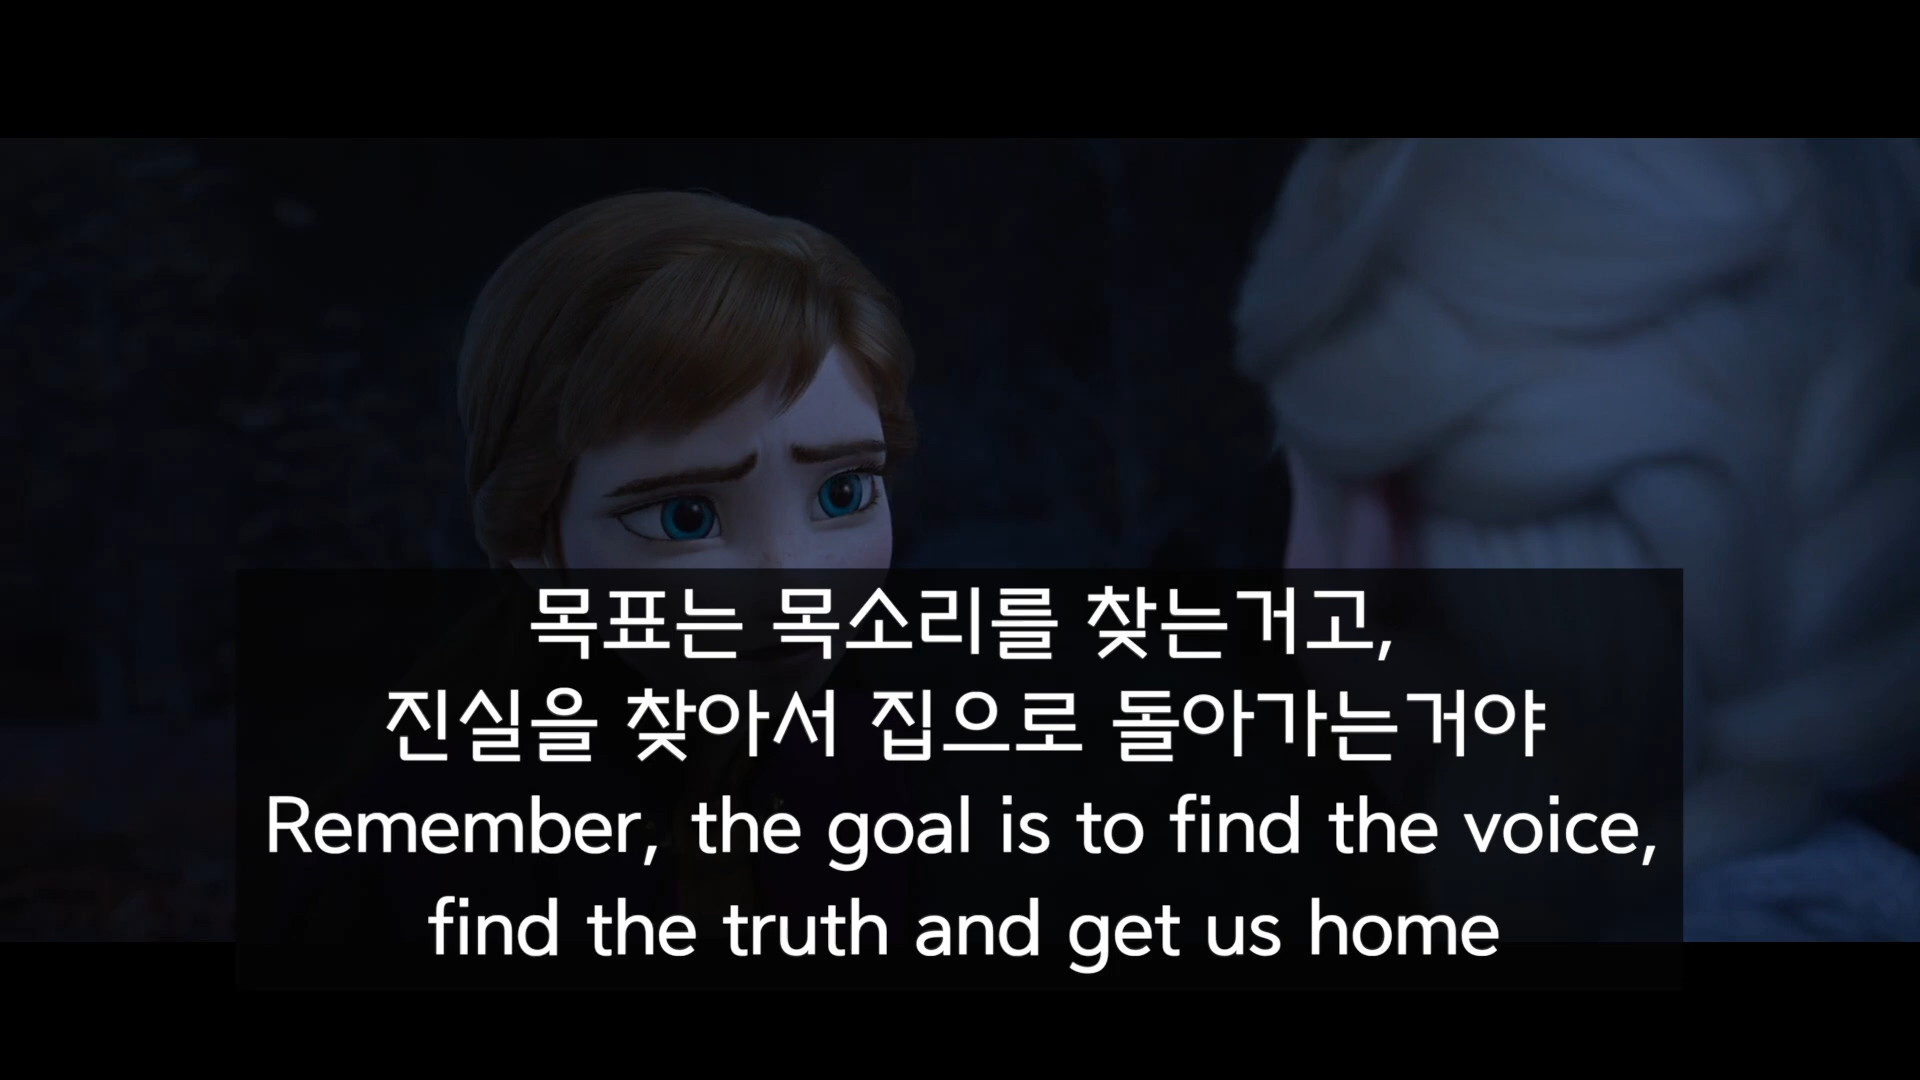 목표는 목소리를 찾는거고,
진실을 찾아서 집으로 돌아가는거야
Remember, the goal is to find the voice,
find the truth and get us home